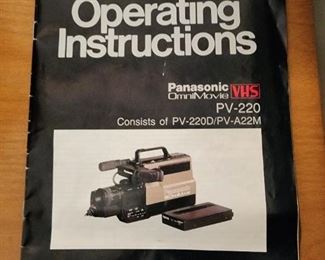 Operating
Instructions
Panasonic
OmniMovie VHS
PV-220
Consists of PV-220D/PV-A22M